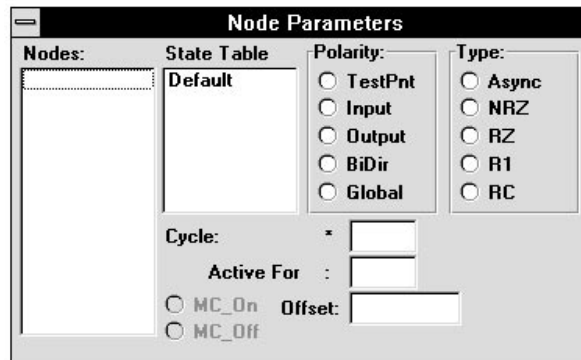 Node Parameters
Nodes:
State Table
Default
Polarity:
TestPnt
Input
Output
BiDir
Global
Type:
Async
NRZ
RZ
R1
RC
Cycle: *
Active For :
MC_On
MC_Off
Offset: